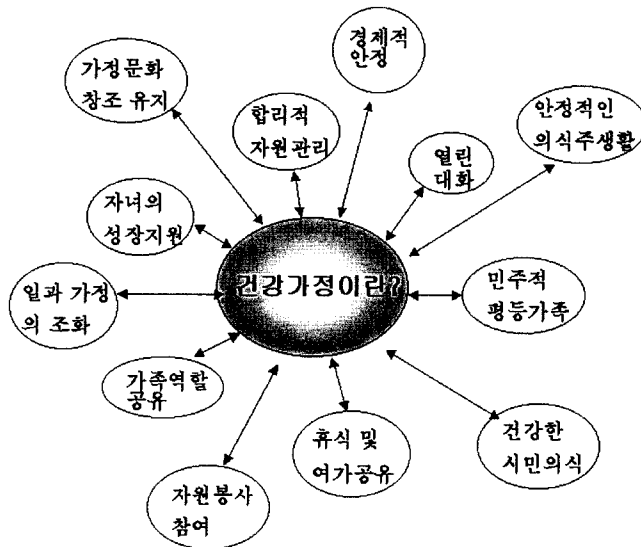 경제적
안정
가정문화
창조 유지
합리적
자원관리
안정적인
의식주생활
열린
대화
자녀의
성장지원
건강가정이란?
일과 가정
의 조화
민주적
평등가족
가족역할
공유
휴식 및
여가공유
건강한
시민의식
자원봉사
참여